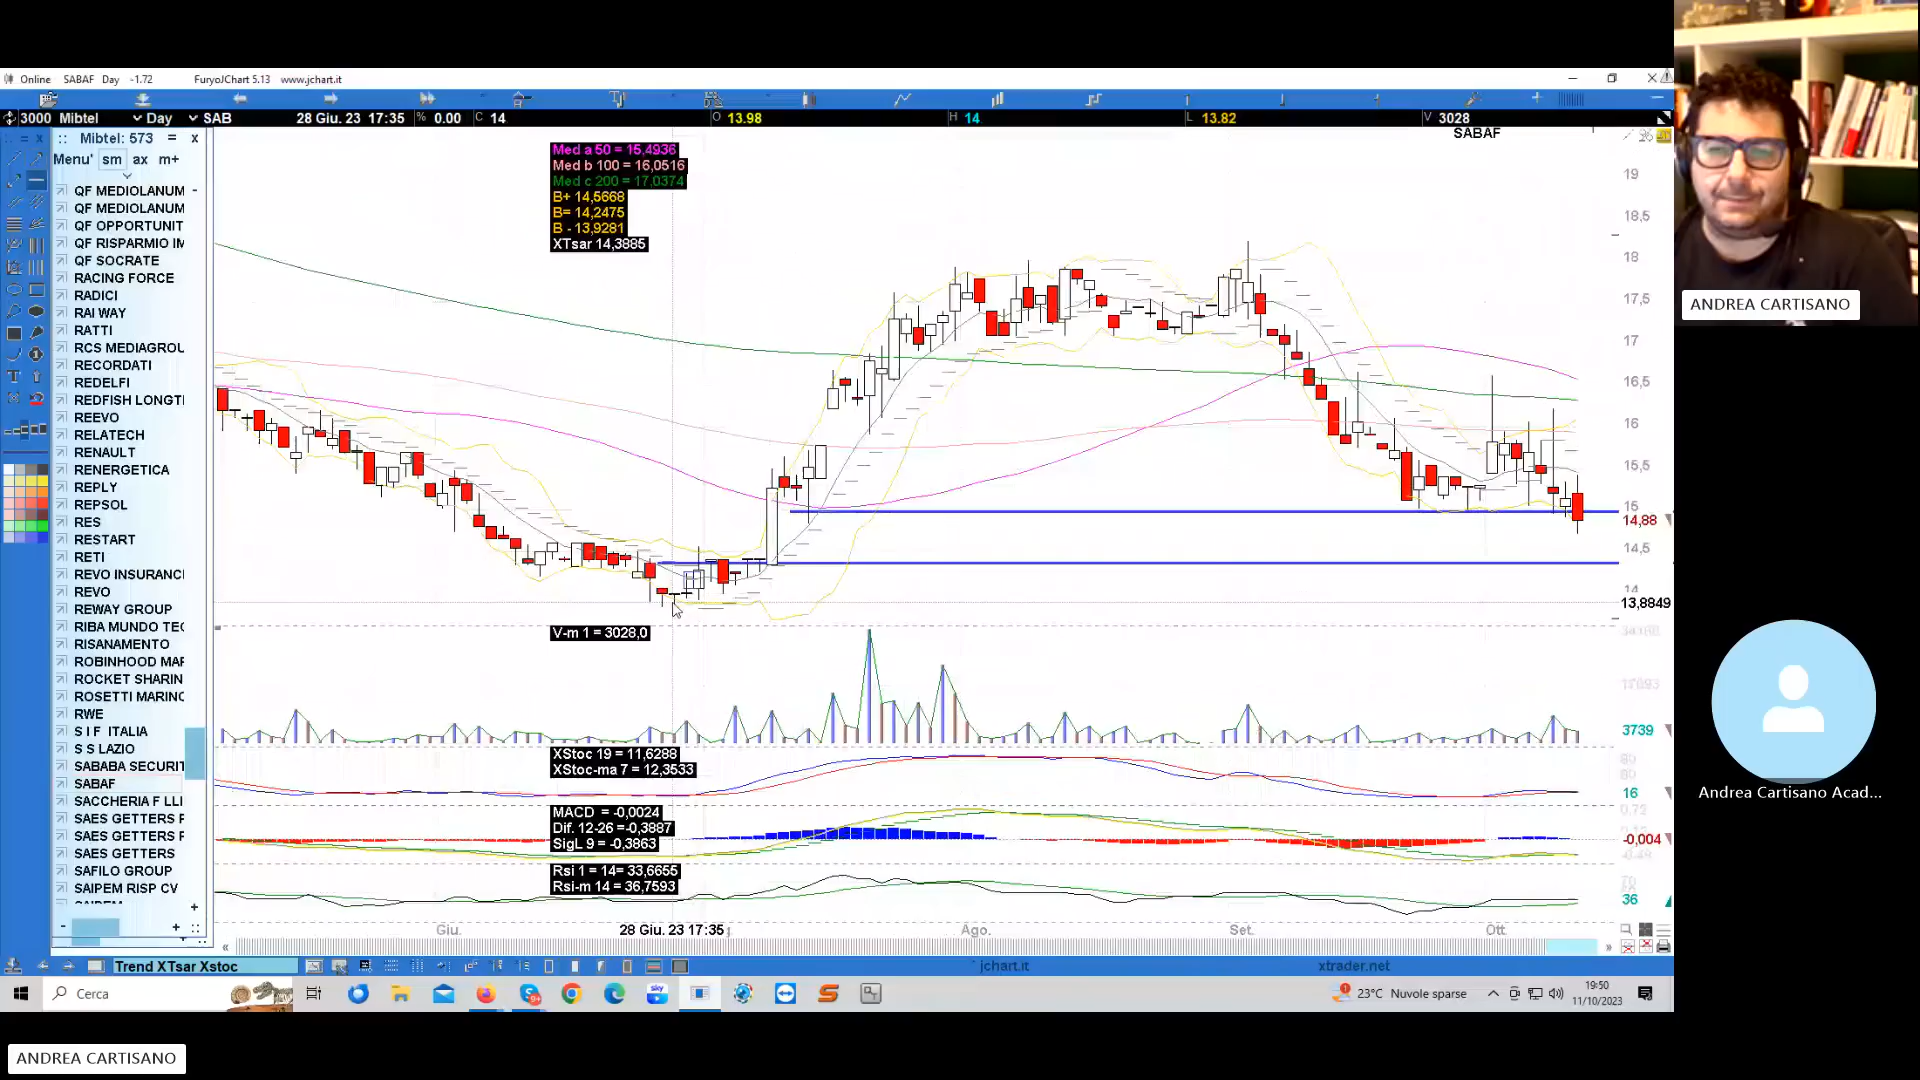 Online SABAF Day -1.72 FuryoJChart 5.13 www.jchart.it
3000 Mibtel Day SAB 28 Giu. 23 17:35 % 0.00 C 14 O 13.98 H 14 L 13.82 V 3028
Mibtel: 573 = x
Menu' sm ax m+
QF MEDIOLANUM
QF MEDIOLANUM
QF OPPORTUNIT
QF RISPARMIO IM
QF SOCRATE
RACING FORCE
RADICI
RAI WAY
RATTI
RCS MEDIAGROU
RECORDATI
REDELFI
REDFISH LONGTI
REEVO
RELATECH
RENAULT
RENERGETICA
REPLY
REPSOL
RES
RESTART
RETI
REVO INSURANCI
REVO
REWAY GROUP
RIBA MUNDO TEC
RISANAMENTO
ROBINHOOD MAR
ROCKET SHARIN
ROSETTI MARINO
RWE
S I F ITALIA
S S LAZIO
SABABA SECURIT
SABAF
SACCHERIA F LLI
SAES GETTERS F
SAES GETTERS F
SAES GETTERS
SAFILO GROUP
SAIPEM RISP CV
SABAF
Med a 50 = 15,4936
Med b 100 = 16,0516
Med c 200 = 17,0374
B+ 14,5668
B= 14,2475
B - 13,9281
XTsar 14,3885
19
18,5
18
17,5
17
16,5
16
15,5
15
14,88
14,5
14
13,8849
V-m 1 = 3028,0
3739
XStoc 19 = 11,6288
XStoc-ma 7 = 12,3533
16
MACD = -0,0024
Dif. 12-26 =-0,3887
SigL 9 = -0,3863
0.72
-0,004
Rsi 1 = 14= 33,6655
Rsi-m 14 = 36,7593
36
Giu. 28 Giu. 23 17:35 Ago. Set. Ott
Trend XTsar Xstoc
jchart.it
xtrader.net
Cerca
23°C Nuvole sparse
19:50
11/10/2023
ANDREA CARTISANO
Andrea Cartisano Acad...
ANDREA CARTISANO